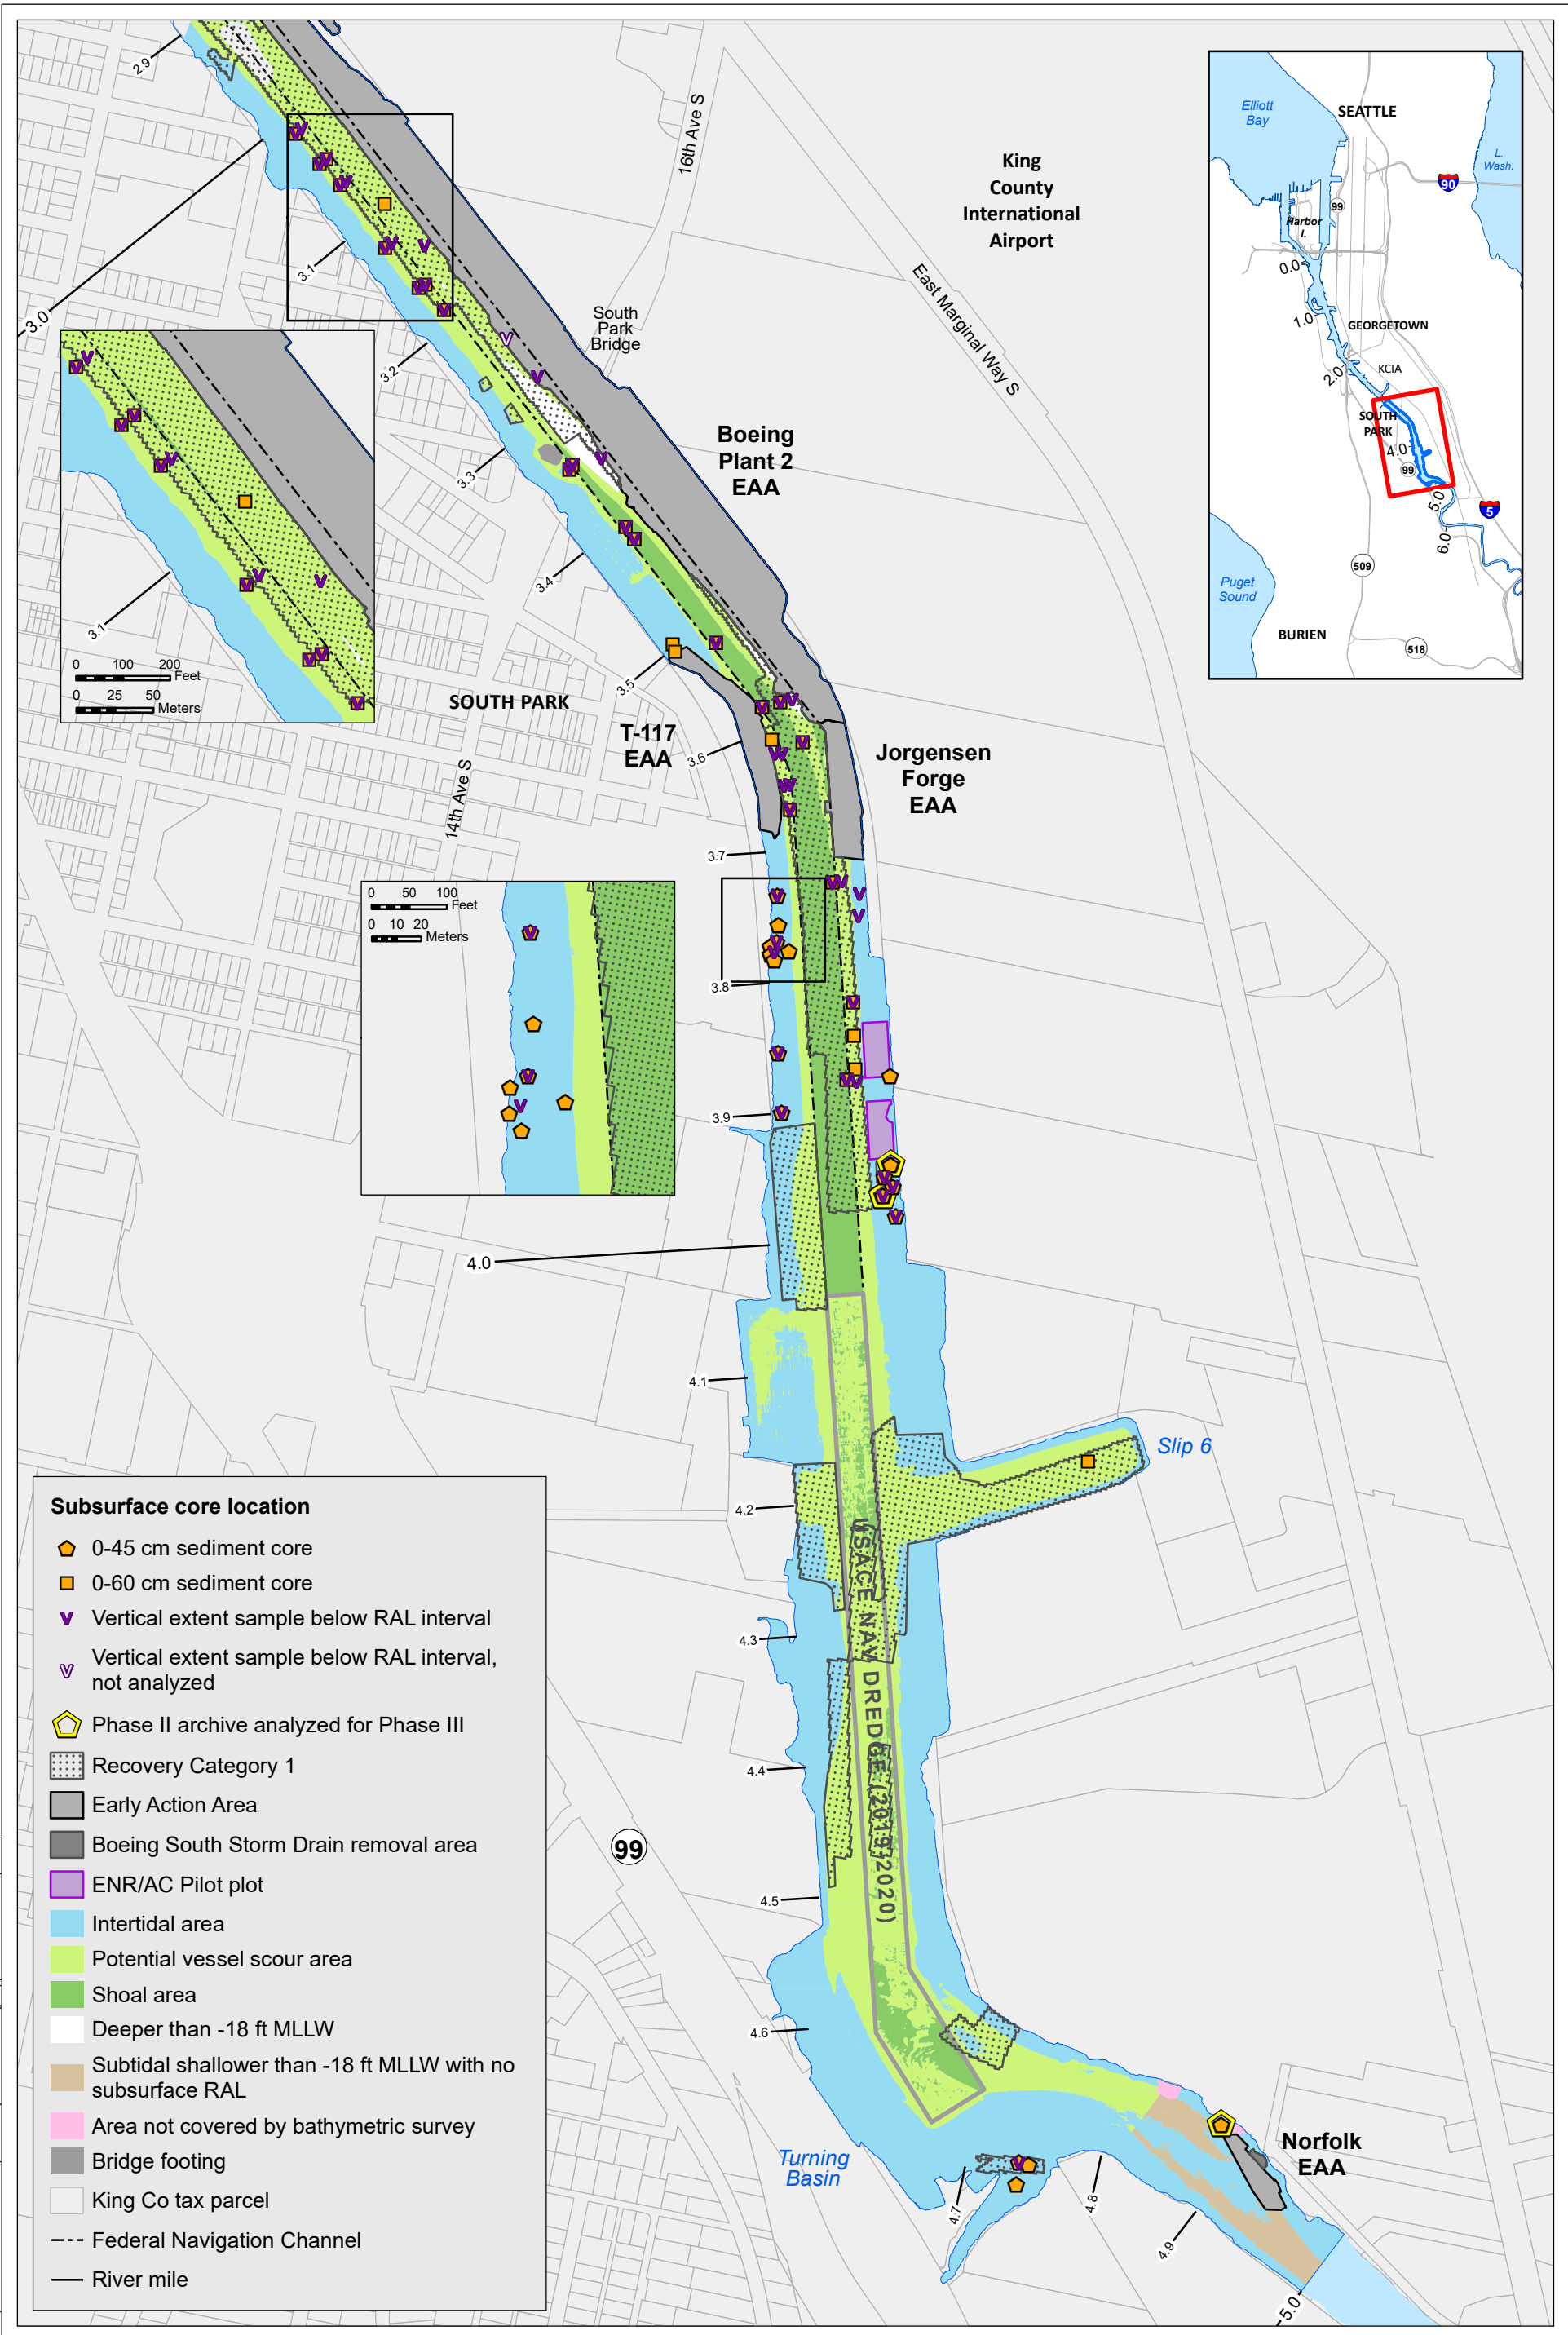 2.9
16th Ave S
King
County
International
Airport
East Marginal Way S
Elliott
Bay
SEATTLE
L.
Wash.
90
99
Harbor
I.
0.0
1.0
GEORGETOWN
2.0
KCIA
SOUTH
PARK
4.0
99
5.0
5
6.0
509
Puget
Sound
BURIEN
518
3.0
3.1
South
Park
Bridge
3.2
3.3
Boeing
Plant 2
EAA
3.4
3.1
0 100 200
Feet
0 25 50
Meters
3.5
SOUTH PARK
T-117
EAA
3.6
Jorgensen
Forge
EAA
14th Ave S
3.7
0 50 100
Feet
0 10 20
Meters
3.8
3.9
4.0
4.1
Slip 6
4.2
USACE NAV DREDGE (2019-2020)
4.3
4.4
99
4.5
4.6
Turning
Basin
4.7
4.8
4.9
Norfolk
EAA
5.0
Subsurface core location
0-45 cm sediment core
0-60 cm sediment core
Vertical extent sample below RAL interval
Vertical extent sample below RAL interval,
not analyzed
Phase II archive analyzed for Phase III
Recovery Category 1
Early Action Area
Boeing South Storm Drain removal area
ENR/AC Pilot plot
Intertidal area
Potential vessel scour area
Shoal area
Deeper than -18 ft MLLW
Subtidal shallower than -18 ft MLLW with no
subsurface RAL
Area not covered by bathymetric survey
Bridge footing
King Co tax parcel
Federal Navigation Channel
River mile